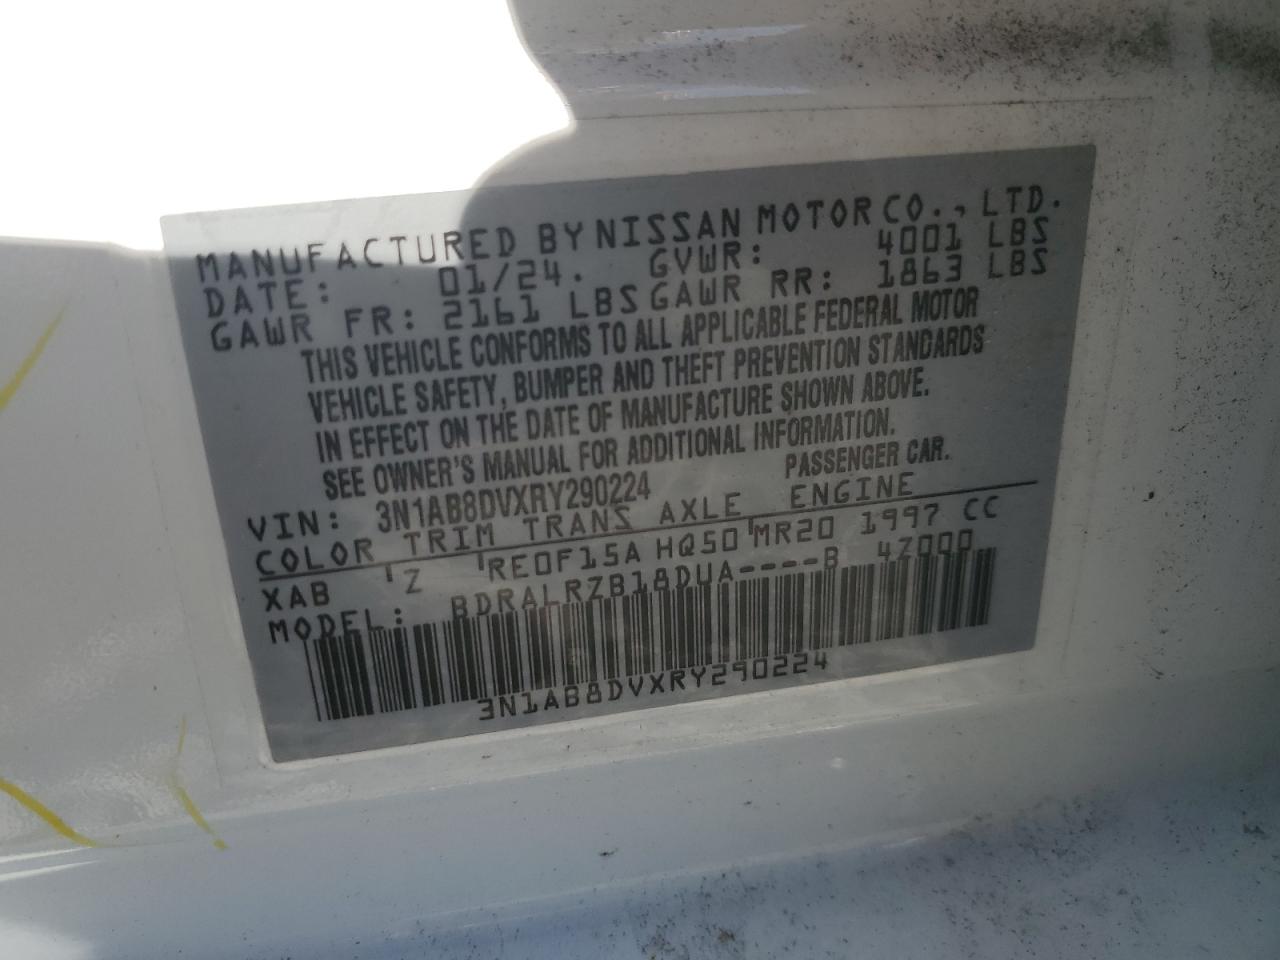 MANUFACTURED BY NISSAN MOTOR CO., LTD.
DATE: 01/24. GVWR: 4001 LBS
GAWR FR: 2161 LBS GAWR RR: 1863 LBS
THIS VEHICLE CONFORMS TO ALL APPLICABLE FEDERAL MOTOR
VEHICLE SAFETY, BUMPER AND THEFT PREVENTION STANDARDS
IN EFFECT ON THE DATE OF MANUFACTURE SHOWN ABOVE.
SEE OWNER'S MANUAL FOR ADDITIONAL INFORMATION.
VIN: 3N1AB8DVXRY290224 PASSENGER CAR.
COLOR TRIM TRANS AXLE ENGINE
XAB 'Z 'RE0F15A HQ50 'MR20 1997 CC
MODEL: BDRALRZB18DUA----B 4Z000
3N1AB8DVXRY290224